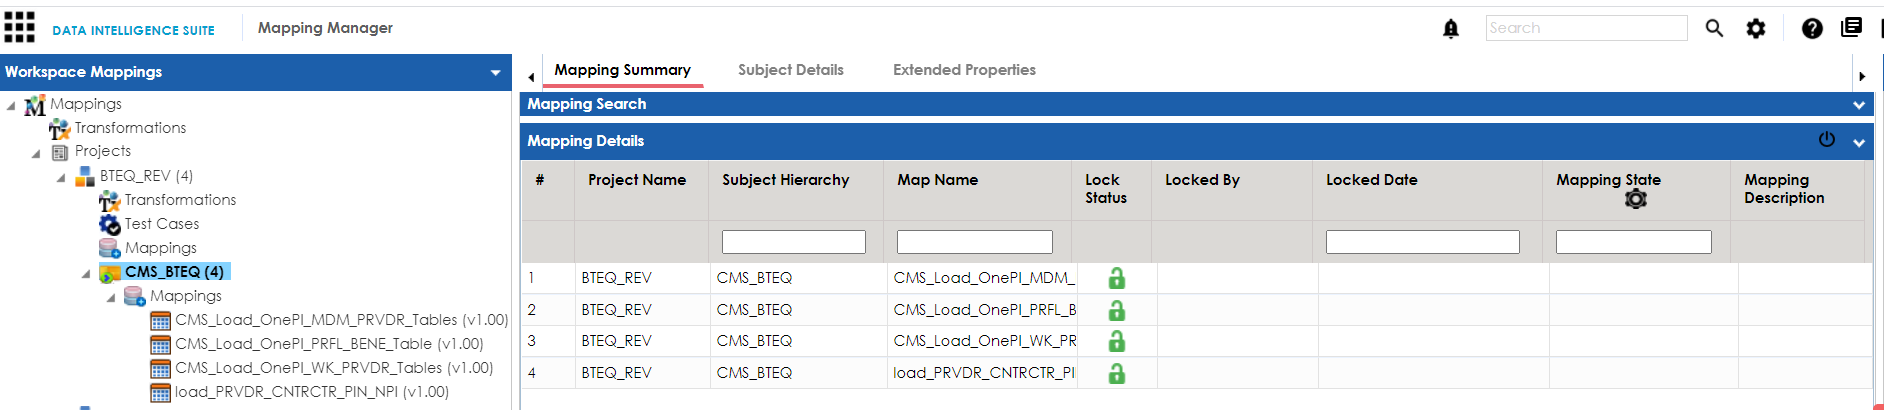 DATA INTELLIGENCE SUITE
Mapping Manager
Search
Workspace Mappings
Mappings
Transformations
Projects
BTEQ_REV (4)
Transformations
Test Cases
Mappings
CMS_BTEQ (4)
Mappings
CMS_Load_OnePI_MDM_PRVDR_Tables (v1.00)
CMS_Load_OnePI_PRFL_BENE_Table (v1.00)
CMS_Load_OnePI_WK_PRVDR_Tables (v1.00)
load_PRVDR_CNTRCTR_PIN_NPI (v1.00)
Mapping Summary Subject Details Extended Properties
Mapping Search
Mapping Details
# Project Name Subject Hierarchy Map Name Lock Status Locked By Locked Date Mapping State Mapping Description
1 BTEQ_REV CMS_BTEQ CMS_Load_OnePI_MDM_
2 BTEQ_REV CMS_BTEQ CMS_Load_OnePI_PRFL_B
3 BTEQ_REV CMS_BTEQ CMS_Load_OnePI_WK_PR
4 BTEQ_REV CMS_BTEQ load_PRVDR_CNTRCTR_PI